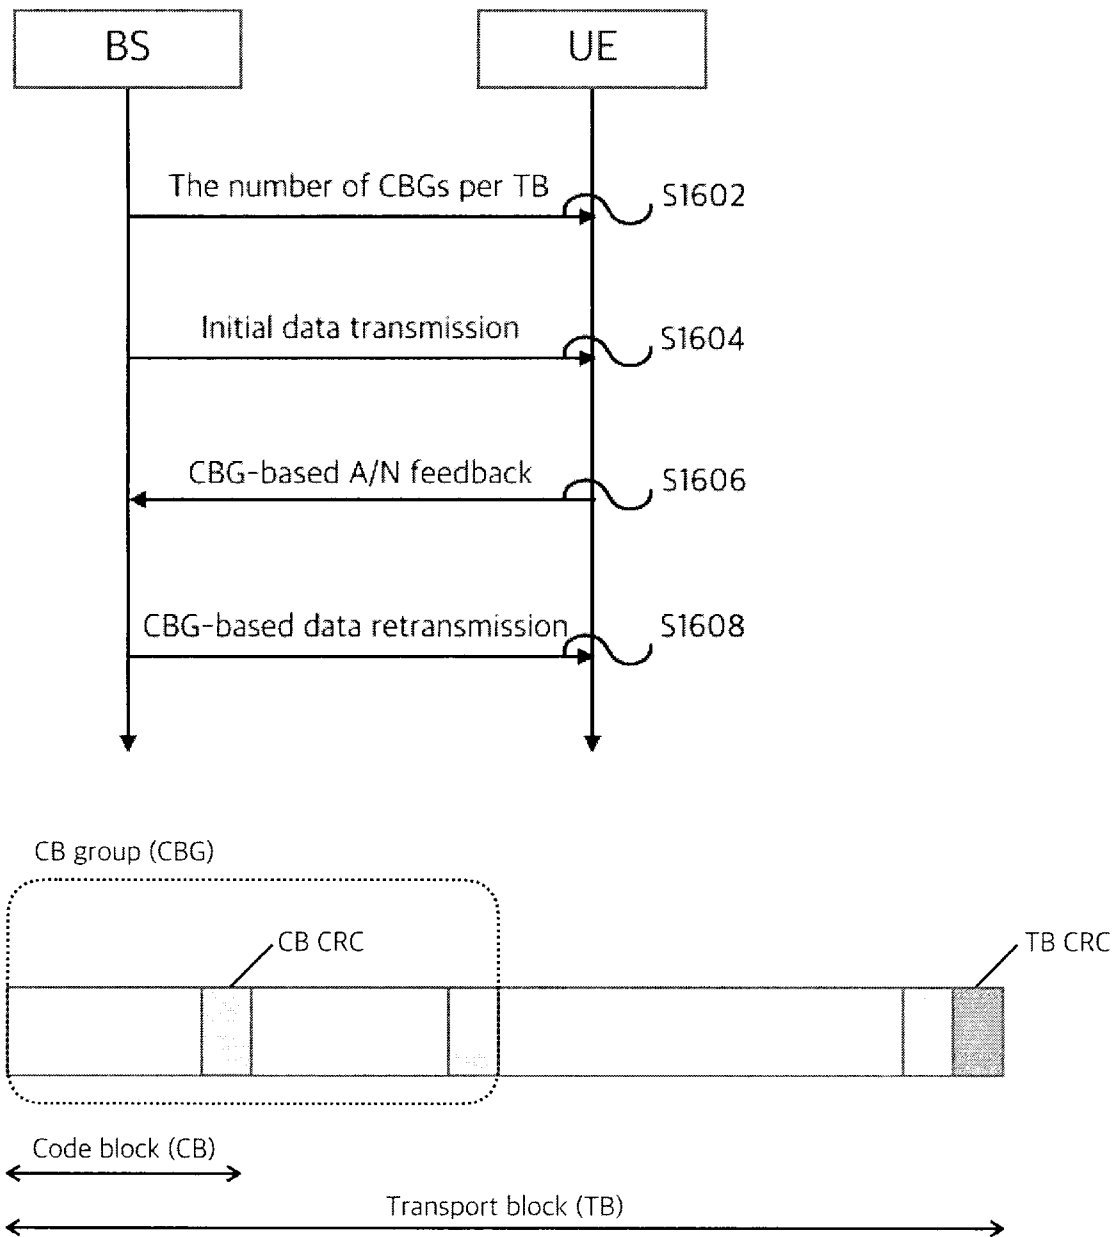 BS
UE
The number of CBGs per TB
S1602
Initial data transmission
S1604
CBG-based A/N feedback
S1606
CBG-based data retransmission
S1608
CB group (CBG)
CB CRC
TB CRC
Code block (CB)
Transport block (TB)